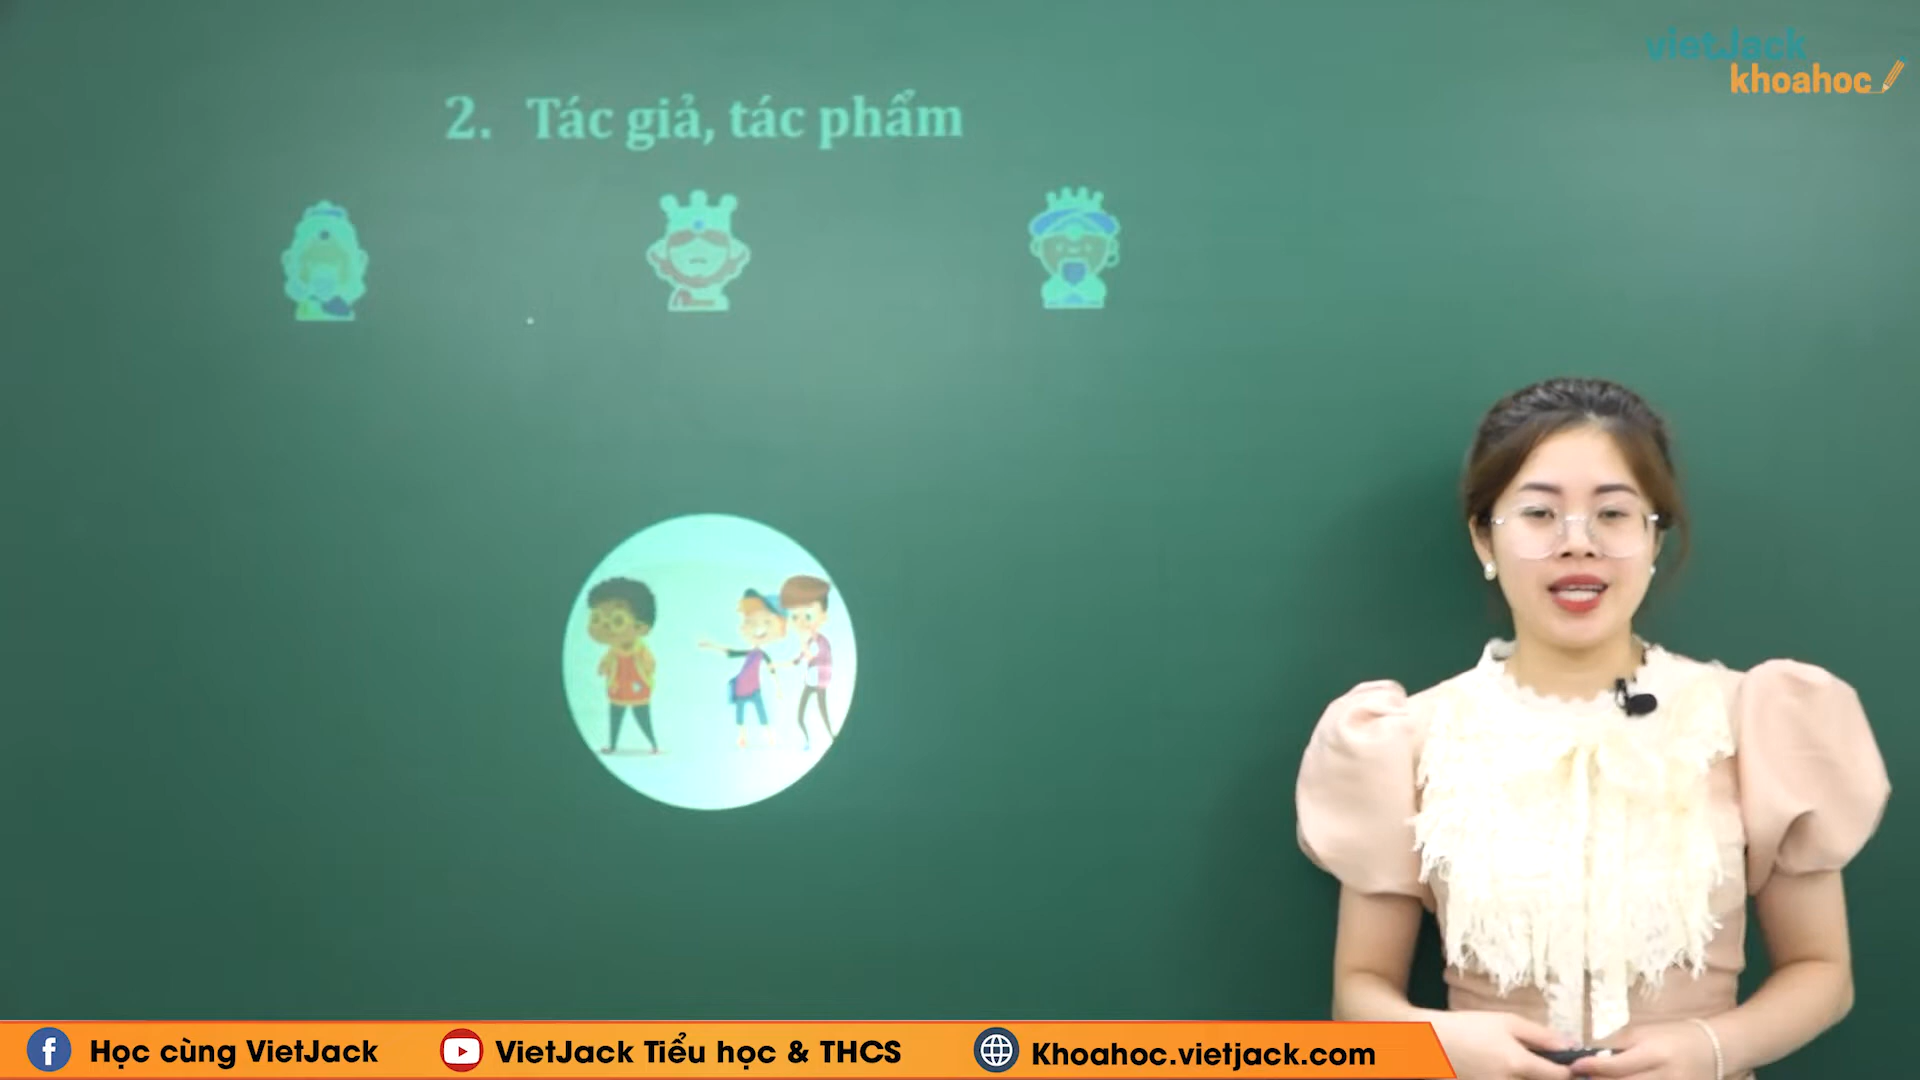 vietJack
khoahoc
2. Tác giả, tác phẩm
Học cùng VietJack
VietJack Tiểu học & THCS
Khoahoc.vietjack.com